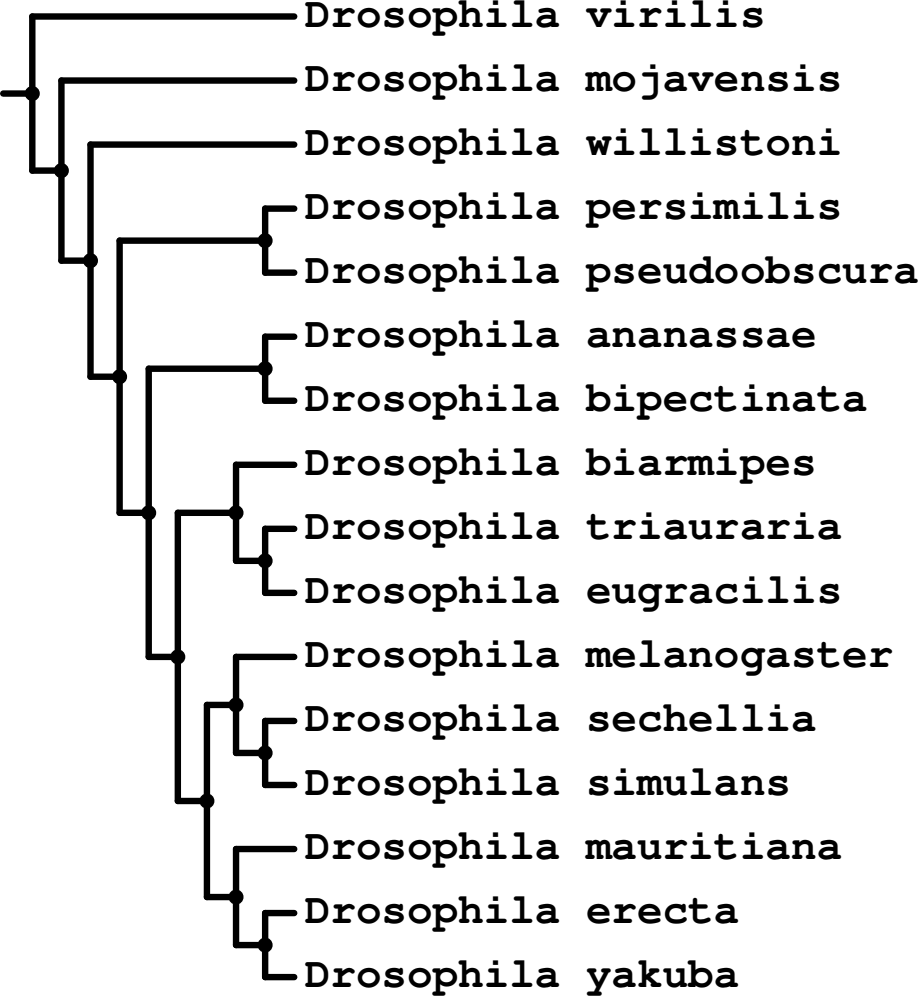 Drosophila virilis
Drosophila mojavensis
Drosophila willistoni
Drosophila persimilis
Drosophila pseudoobscura
Drosophila ananassae
Drosophila bipectinata
Drosophila biarmipes
Drosophila triauraria
Drosophila eugracilis
Drosophila melanogaster
Drosophila sechellia
Drosophila simulans
Drosophila mauritiana
Drosophila erecta
Drosophila yakuba